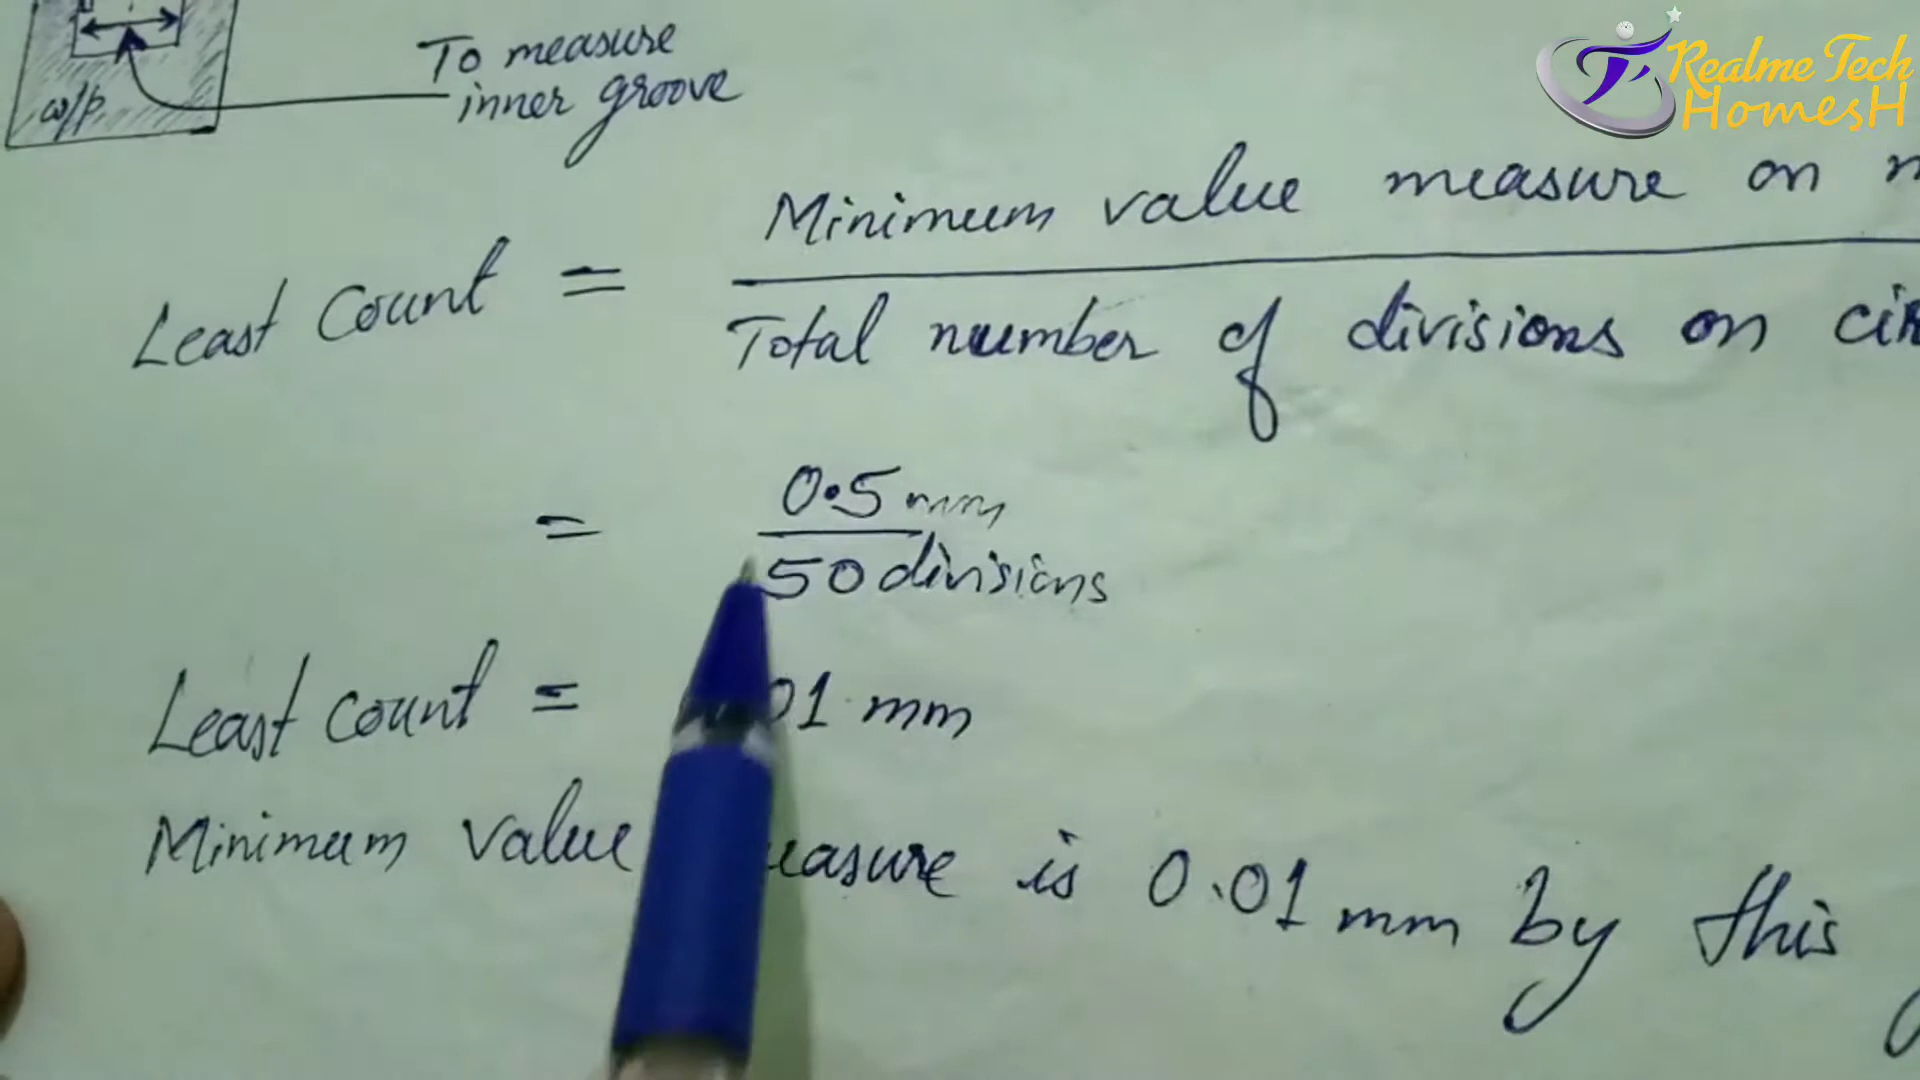 To measure
inner groove
w/p
Realme Tech
HomesH
Minimum value measure on
Least Count =
Total number of divisions on
= 0.5 mm
50 divisions
Least Count = 01 mm
Minimum value is 0.01 mm by this